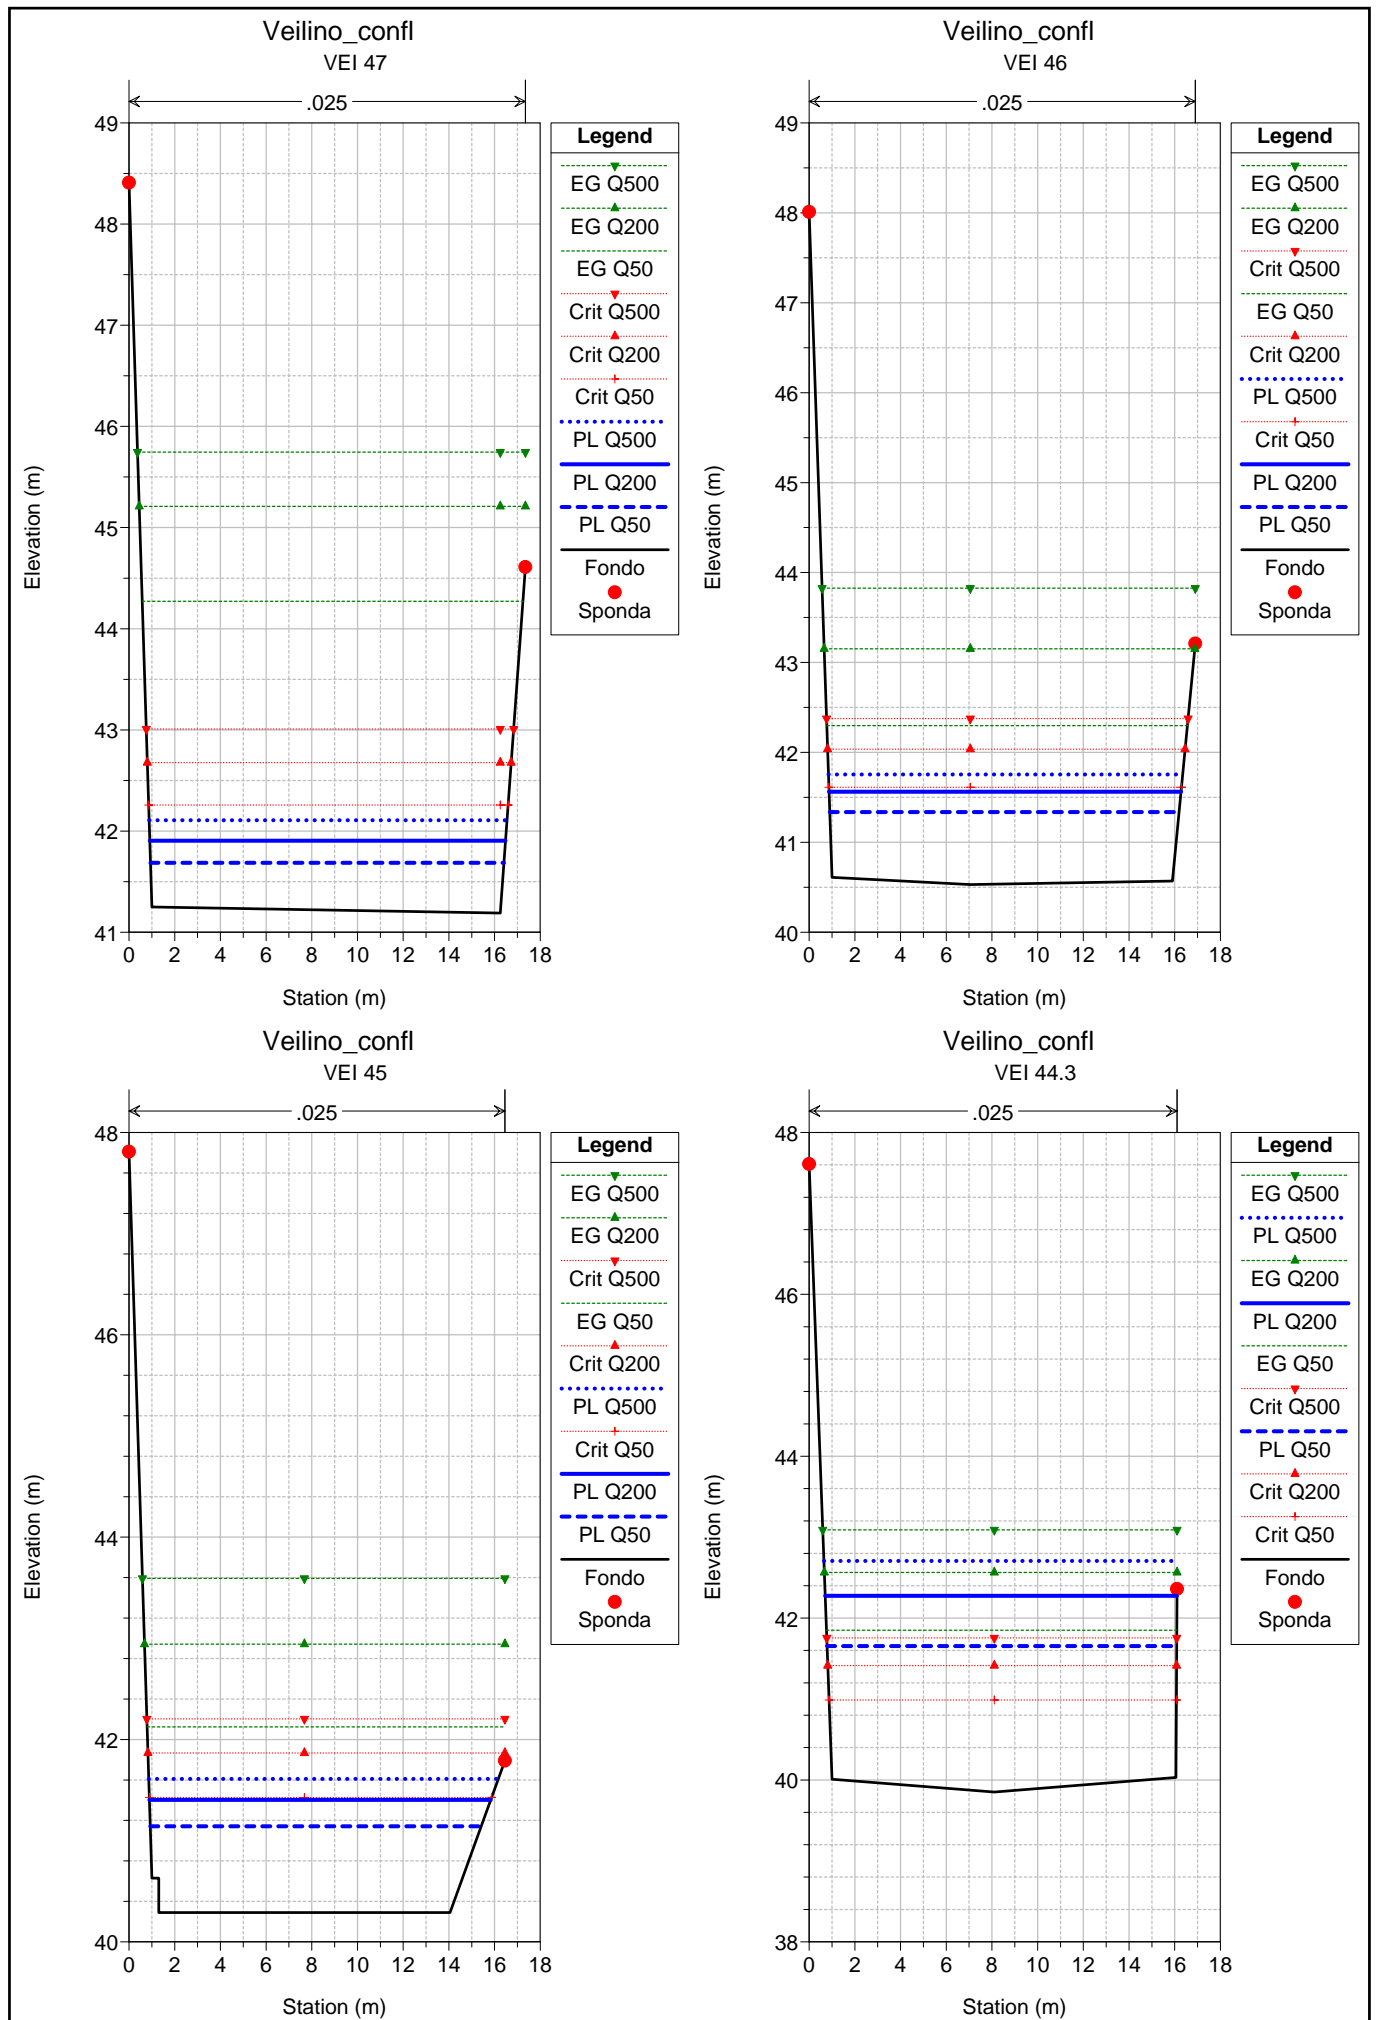 Veilino_confl
VEI 47
.025
49
48
47
46
45
44
43
42
41
0 2 4 6 8 10 12 14 16 18
Elevation (m)
Station (m)
Legend
EG Q500
EG Q200
EG Q50
Crit Q500
Crit Q200
Crit Q50
PL Q500
PL Q200
PL Q50
Fondo
Sponda
Veilino_confl
VEI 46
.025
49
48
47
46
45
44
43
42
41
40
0 2 4 6 8 10 12 14 16 18
Elevation (m)
Station (m)
Legend
EG Q500
EG Q200
Crit Q500
EG Q50
Crit Q200
PL Q500
Crit Q50
PL Q200
PL Q50
Fondo
Sponda
Veilino_confl
VEI 45
.025
48
46
44
42
40
0 2 4 6 8 10 12 14 16 18
Elevation (m)
Station (m)
Legend
EG Q500
EG Q200
Crit Q500
EG Q50
Crit Q200
PL Q500
Crit Q50
PL Q200
PL Q50
Fondo
Sponda
Veilino_confl
VEI 44.3
.025
48
46
44
42
40
38
0 2 4 6 8 10 12 14 16 18
Elevation (m)
Station (m)
Legend
EG Q500
PL Q500
EG Q200
PL Q200
EG Q50
Crit Q500
PL Q50
Crit Q200
Crit Q50
Fondo
Sponda